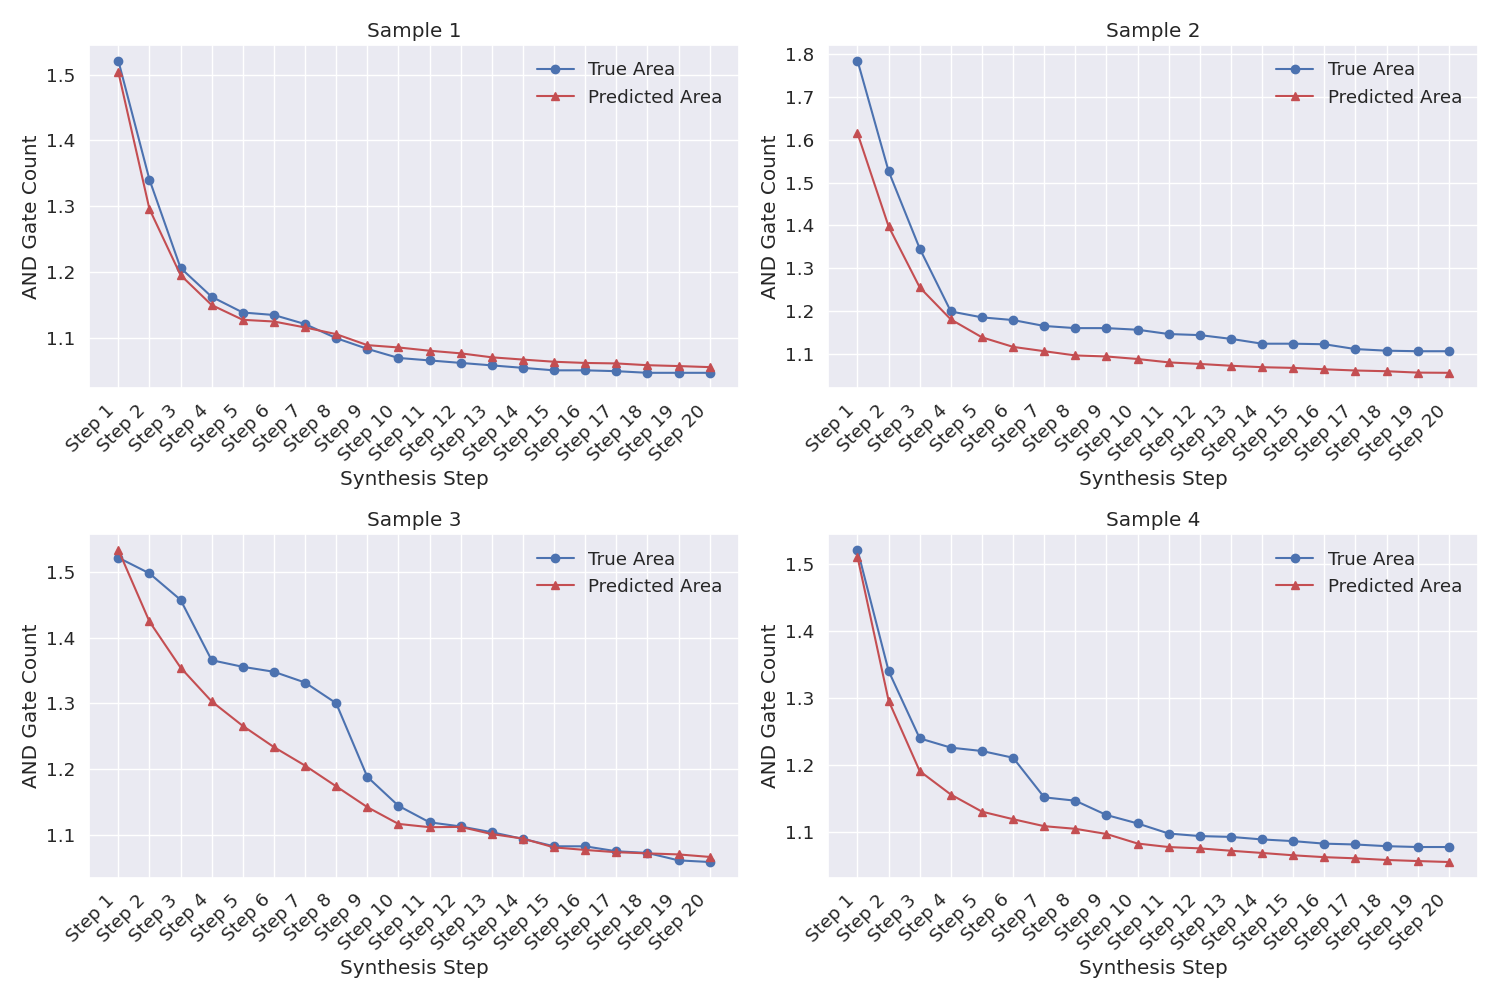 Sample 1
AND Gate Count
1.5
1.4
1.3
1.2
1.1
True Area
Predicted Area
Step 1
Step 2
Step 3
Step 4
Step 5
Step 6
Step 7
Step 8
Step 9
Step 10
Step 11
Step 12
Step 13
Step 14
Step 15
Step 16
Step 17
Step 18
Step 19
Step 20
Synthesis Step
Sample 2
AND Gate Count
1.8
1.7
1.6
1.5
1.4
1.3
1.2
1.1
True Area
Predicted Area
Step 1
Step 2
Step 3
Step 4
Step 5
Step 6
Step 7
Step 8
Step 9
Step 10
Step 11
Step 12
Step 13
Step 14
Step 15
Step 16
Step 17
Step 18
Step 19
Step 20
Synthesis Step
Sample 3
AND Gate Count
1.5
1.4
1.3
1.2
1.1
True Area
Predicted Area
Step 1
Step 2
Step 3
Step 4
Step 5
Step 6
Step 7
Step 8
Step 9
Step 10
Step 11
Step 12
Step 13
Step 14
Step 15
Step 16
Step 17
Step 18
Step 19
Step 20
Synthesis Step
Sample 4
AND Gate Count
1.5
1.4
1.3
1.2
1.1
True Area
Predicted Area
Step 1
Step 2
Step 3
Step 4
Step 5
Step 6
Step 7
Step 8
Step 9
Step 10
Step 11
Step 12
Step 13
Step 14
Step 15
Step 16
Step 17
Step 18
Step 19
Step 20
Synthesis Step